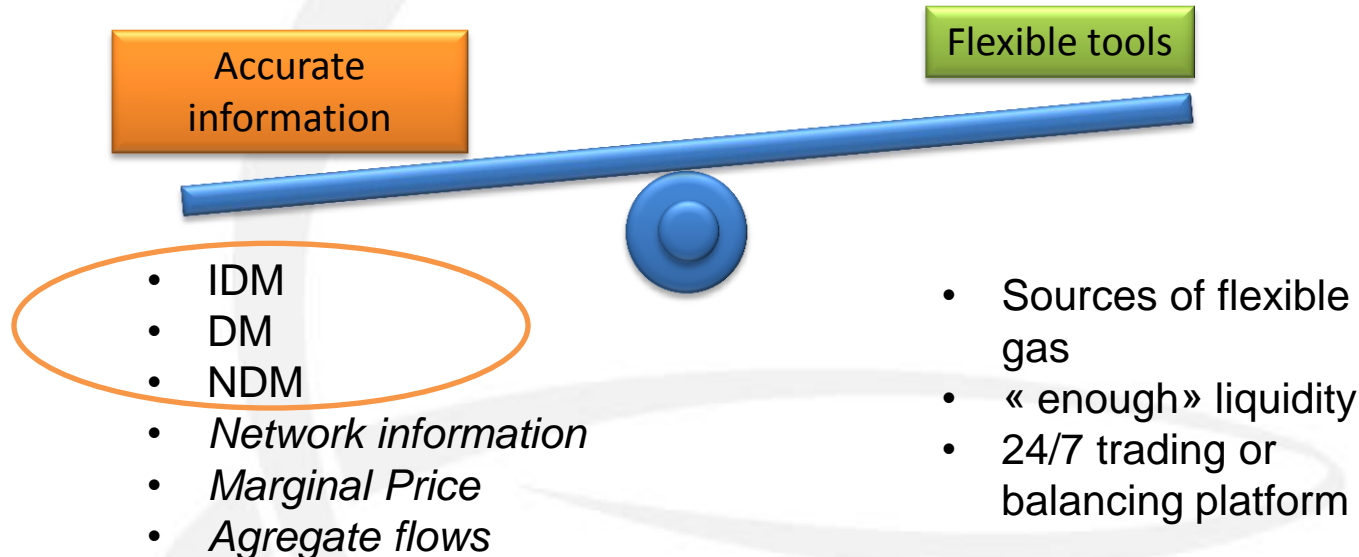 Accurate
information
Flexible tools
• IDM
• DM
• NDM
• Network information
• Marginal Price
• Agregate flows
• Sources of flexible
gas
• « enough» liquidity
• 24/7 trading or
balancing platform